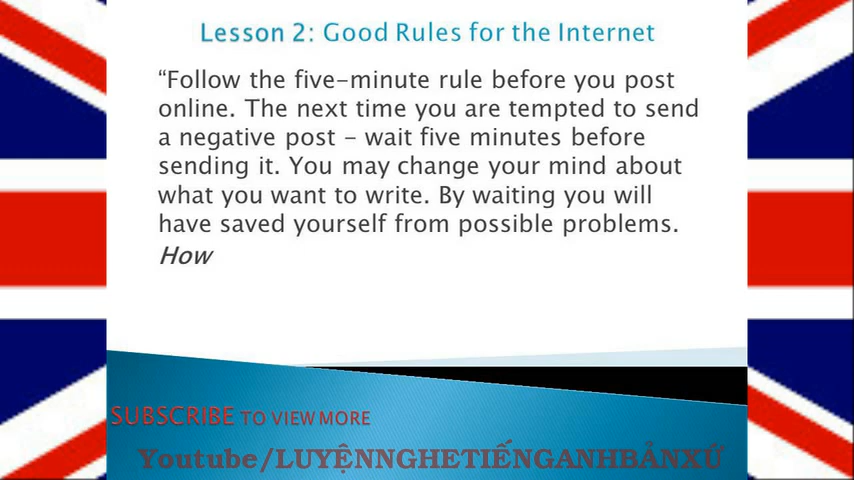 Lesson 2: Good Rules for the Internet
“Follow the five-minute rule before you post
online. The next time you are tempted to send
a negative post – wait five minutes before
sending it. You may change your mind about
what you want to write. By waiting you will
have saved yourself from possible problems.
How
SUBSCRIBE TO VIEW MORE
Youtube/LUYỆNNGHETIẾNGANHBẢNXỨ